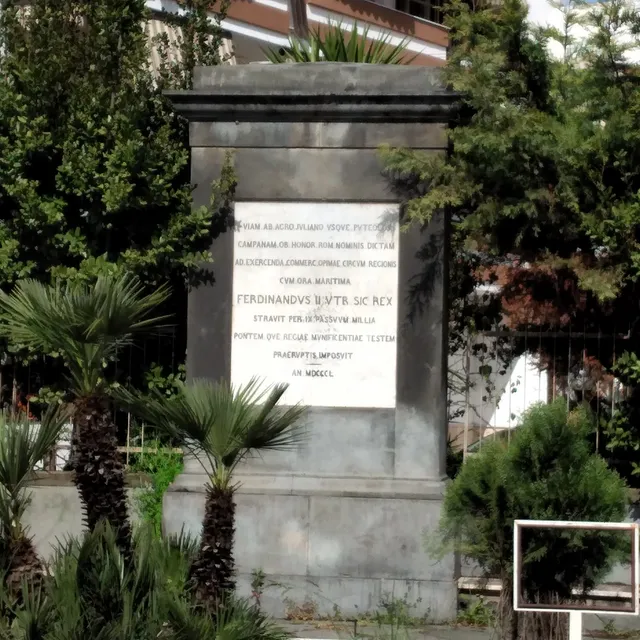 VIAM AB AGRO JVLIANO VSQVE PVTEOLOS
CAMPANAM OB HONOR ROM NOMINIS DICTAM
AD EXERCENDA COMMERC OPIMAE CIRCVM REGIONIS
CVM ORA MARITIMA
FERDINANDVS II VTR SIC REX
STRAVIT PER PASSVVM MILLIA
PONTEM QVE REGIAE MVNIFICENTIAE TESTEM
PRAERVPTIS IMPOSVIT
AN MDCCCL